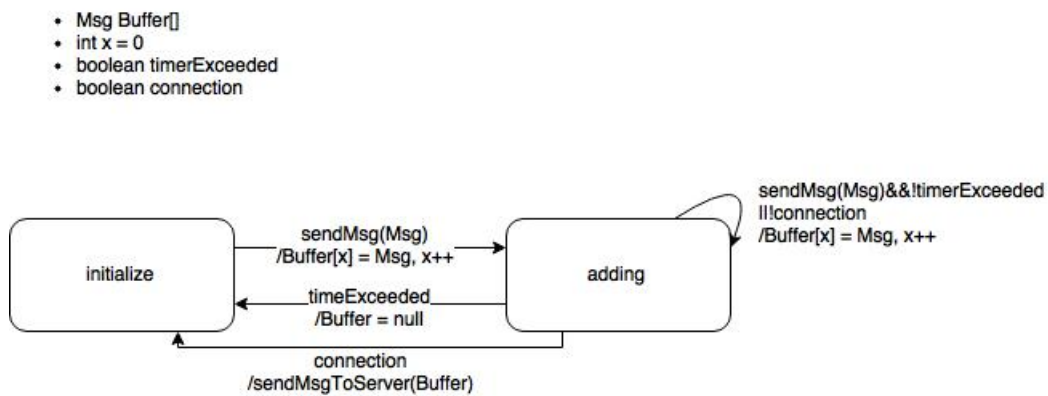 • Msg Buffer[]
• int x = 0
• boolean timerExceeded
• boolean connection
sendMsg(Msg)&&!timerExceeded
||!connection
/Buffer[x] = Msg, x++
sendMsg(Msg)
/Buffer[x] = Msg, x++
initialize
adding
timeExceeded
/Buffer = null
connection
/sendMsgToServer(Buffer)